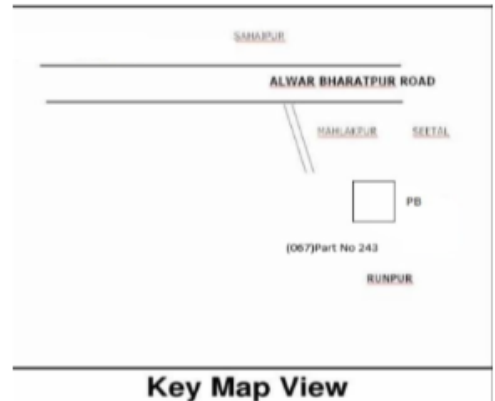 SAHAIPUR
ALWAR BHARATPUR ROAD
MAHLAKPUR SEETAL
PB
(067)Part No 243
RUNPUR
Key Map View